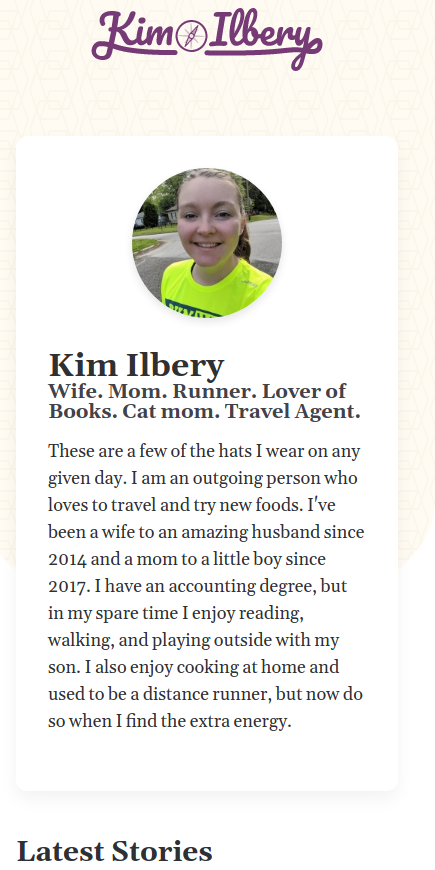 Kim Ilbery
Kim Ilbery
Wife. Mom. Runner. Lover of
Books. Cat mom. Travel Agent.
These are a few of the hats I wear on any
given day. I am an outgoing person who
loves to travel and try new foods. I've
been a wife to an amazing husband since
2014 and a mom to a little boy since
2017. I have an accounting degree, but
in my spare time I enjoy reading,
walking, and playing outside with my
son. I also enjoy cooking at home and
used to be a distance runner, but now do
so when I find the extra energy.
Latest Stories